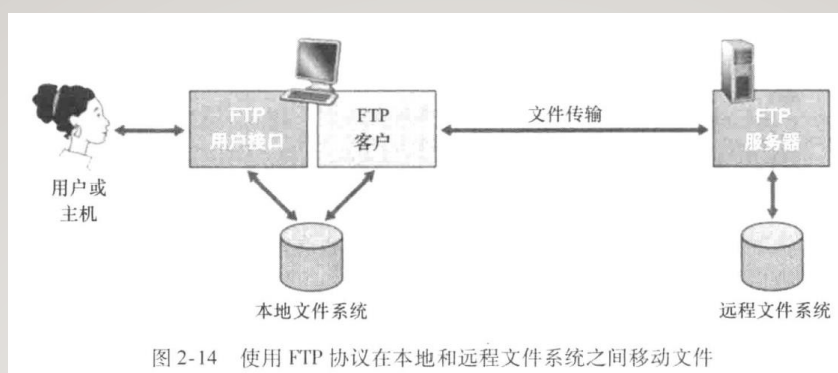 FTP
用户接口
FTP
客户
文件传输
FTP
服务器
用户或
主机
本地文件系统
远程文件系统
图 2-14 使用 FTP 协议在本地和远程文件系统之间移动文件